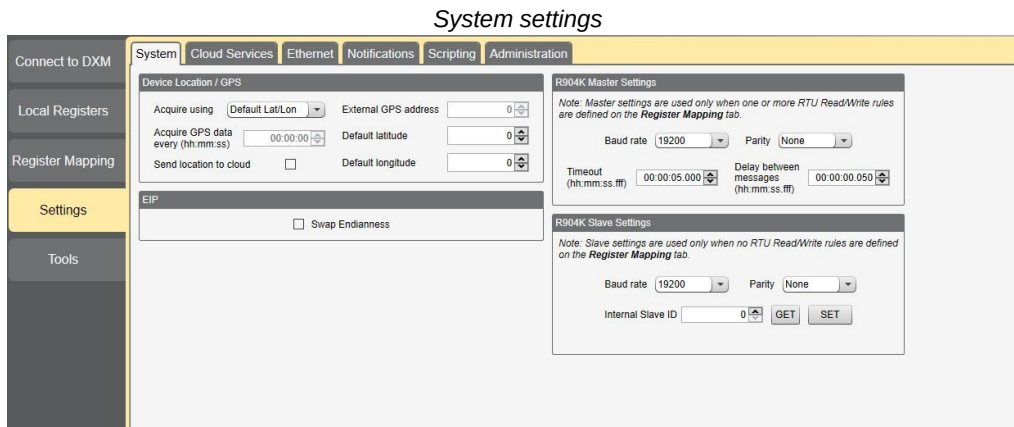 System settings
Connect to DXM
Local Registers
Register Mapping
Settings
Tools
System Cloud Services Ethernet Notifications Scripting Administration
Device Location / GPS
Acquire using Default Lat/Lon External GPS address 0
Acquire GPS data
every (hh:mm:ss) 00:00:00 Default latitude 0
Send location to cloud Default longitude 0
EIP
Swap Endianness
R904K Master Settings
Note: Master settings are used only when one or more RTU Read/Write rules
are defined on the Register Mapping tab.
Baud rate 19200 Parity None
Timeout
(hh:mm:ss.fff) 00:00:05.000
Delay between
messages
(hh:mm:ss.fff) 00:00:00.050
R904K Slave Settings
Note: Slave settings are used only when no RTU Read/Write rules are defined
on the Register Mapping tab.
Baud rate 19200 Parity None
Internal Slave ID 0 GET SET